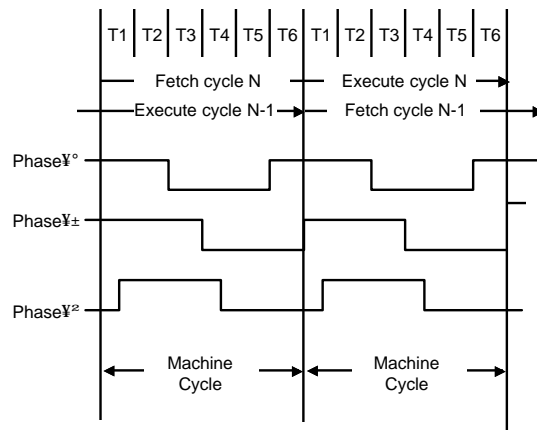 T1 T2 T3 T4 T5 T6 T1 T2 T3 T4 T5 T6
Fetch cycle N Execute cycle N
Execute cycle N-1 Fetch cycle N-1
Phase¥°
Phase¥±
Phase¥²
Machine Cycle Machine Cycle